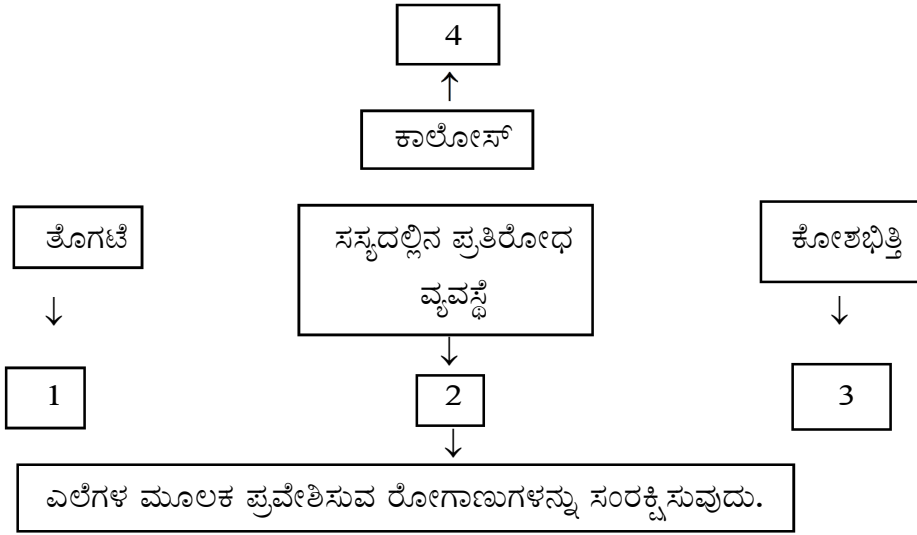 4
ಕಾಲೋಸ್
ತೊಗಟೆ
ಸಸ್ಯದಲ್ಲಿನ ಪ್ರತಿರೋಧ
ವ್ಯವಸ್ಥೆ
ಕೋಶಭಿತ್ತಿ
1
2
3
ಎಲೆಗಳ ಮೂಲಕ ಪ್ರವೇಶಿಸುವ ರೋಗಾಣುಗಳನ್ನು ಸಂರಕ್ಷಿಸುವುದು.